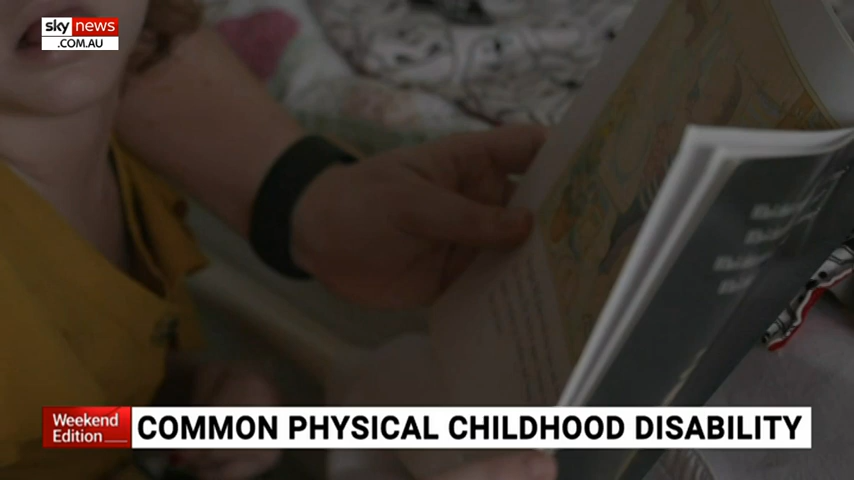 sky news
.COM.AU
Weekend
Edition
COMMON PHYSICAL CHILDHOOD DISABILITY